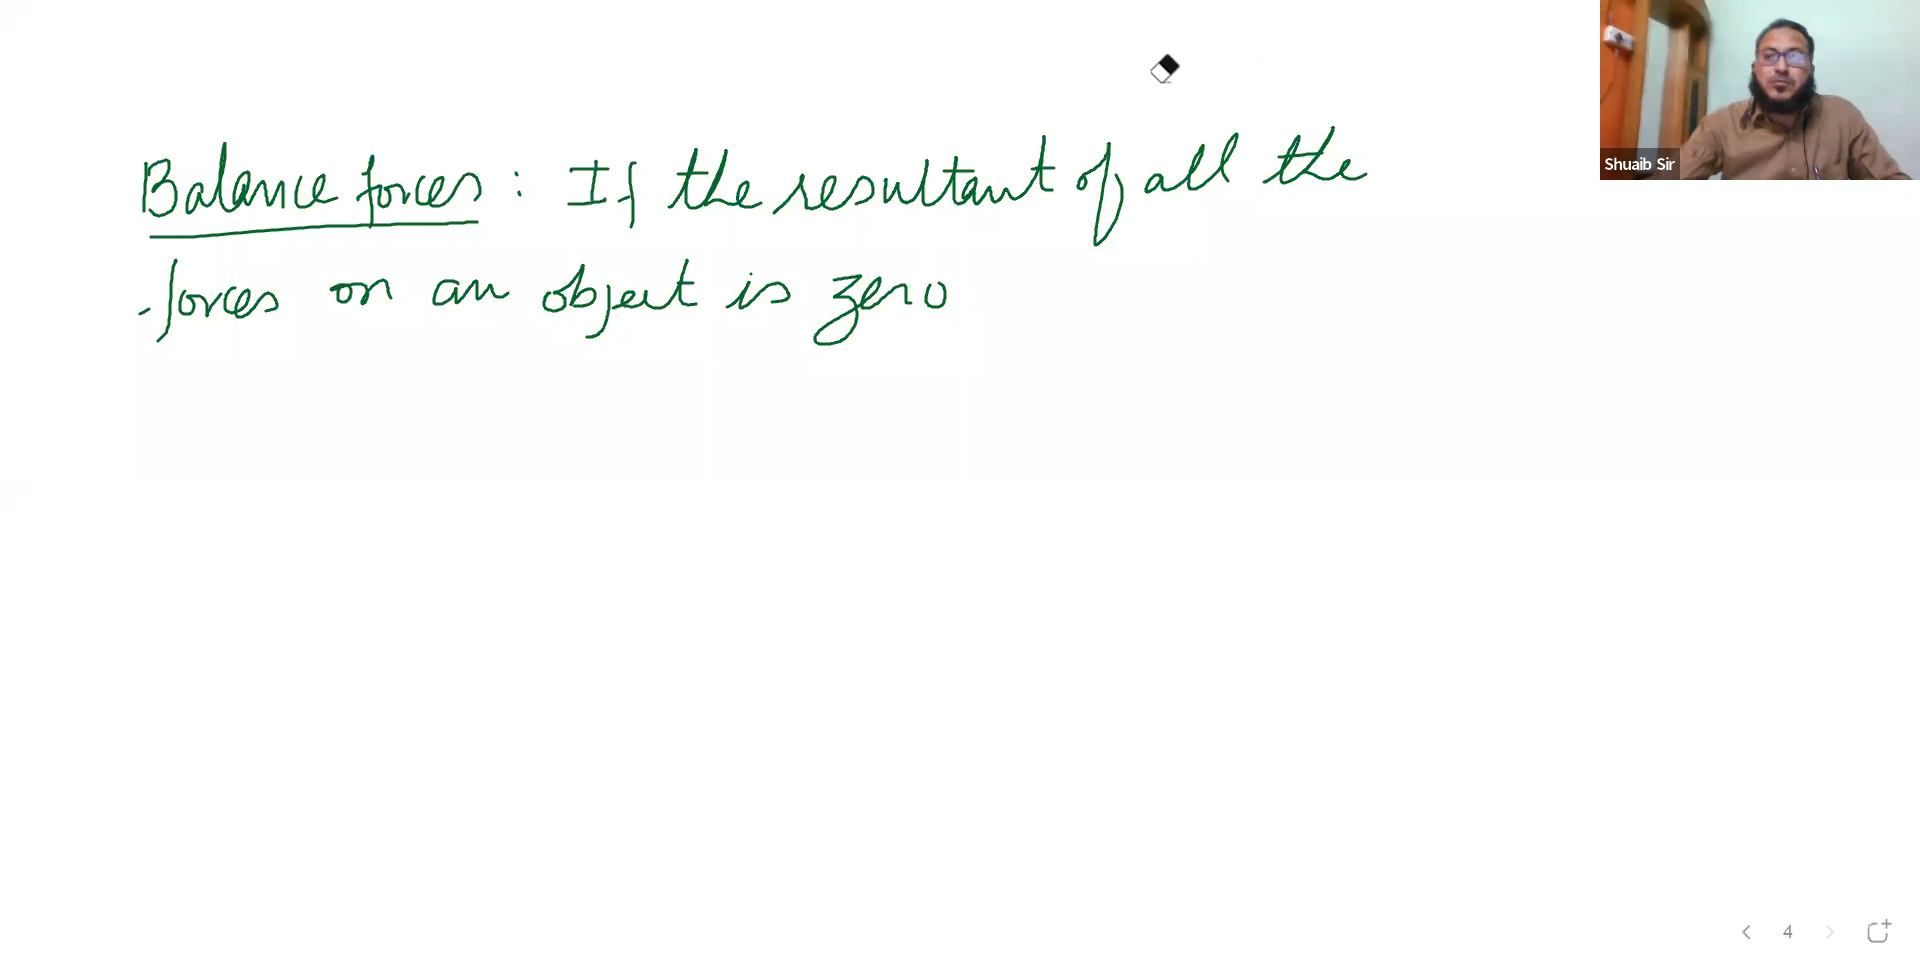 Balance forces : If the resultant of all the
forces on an object is zero
Shuaib Sir
4